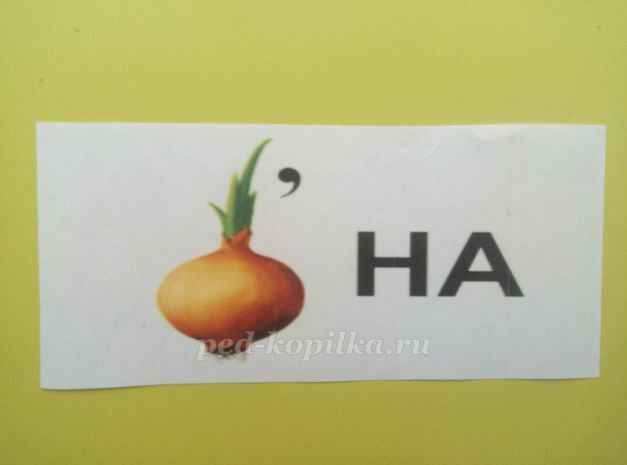 , НА
ped-kopilka.ru